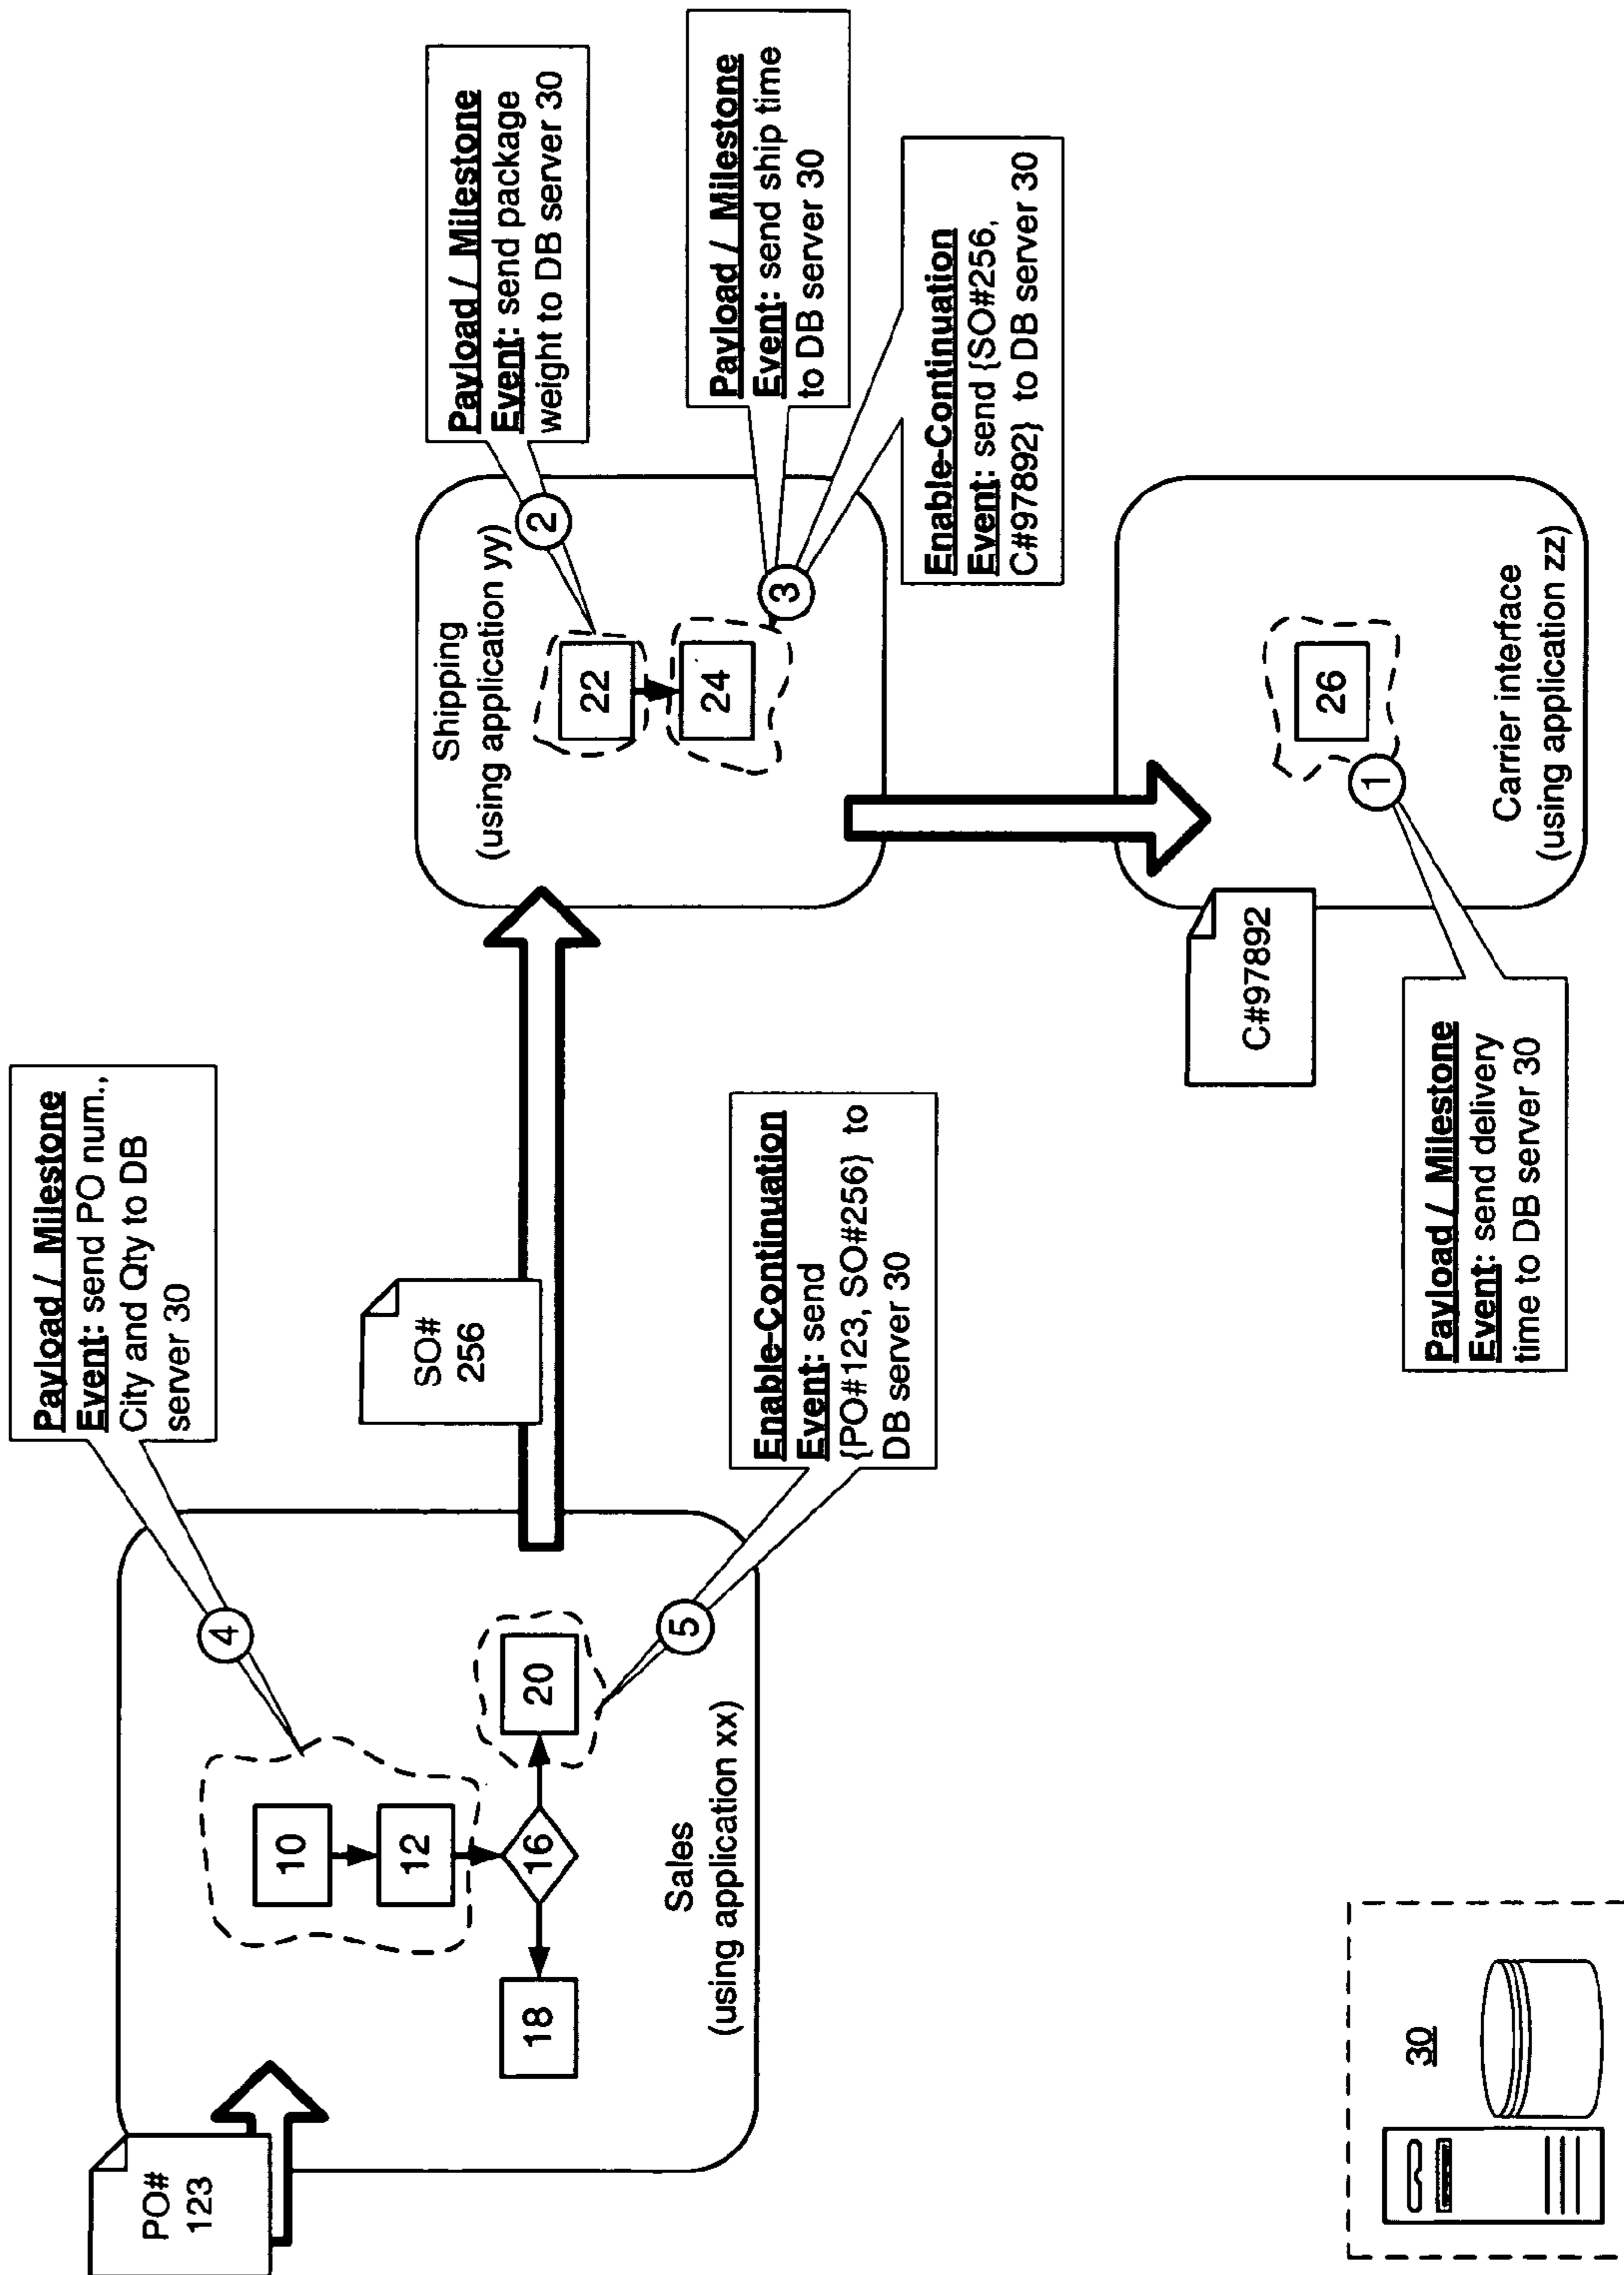 PO#
123
10
12
16
18
20
Sales
(using application xx)
4
Payload / Milestone
Event: send PO num.,
City and Qty to DB
server 30
5
Enable-Continuation
Event: send
{PO#123, SO#256} to
DB server 30
SO#
256
Shipping
(using application yy)
22
24
2
Payload / Milestone
Event: send package
weight to DB server 30
3
Payload / Milestone
Event: send ship time
to DB server 30
Enable-Continuation
Event: send {SO#256,
C#97892} to DB server 30
C#97892
26
Carrier interface
(using application zz)
1
Payload / Milestone
Event: send delivery
time to DB server 30
30